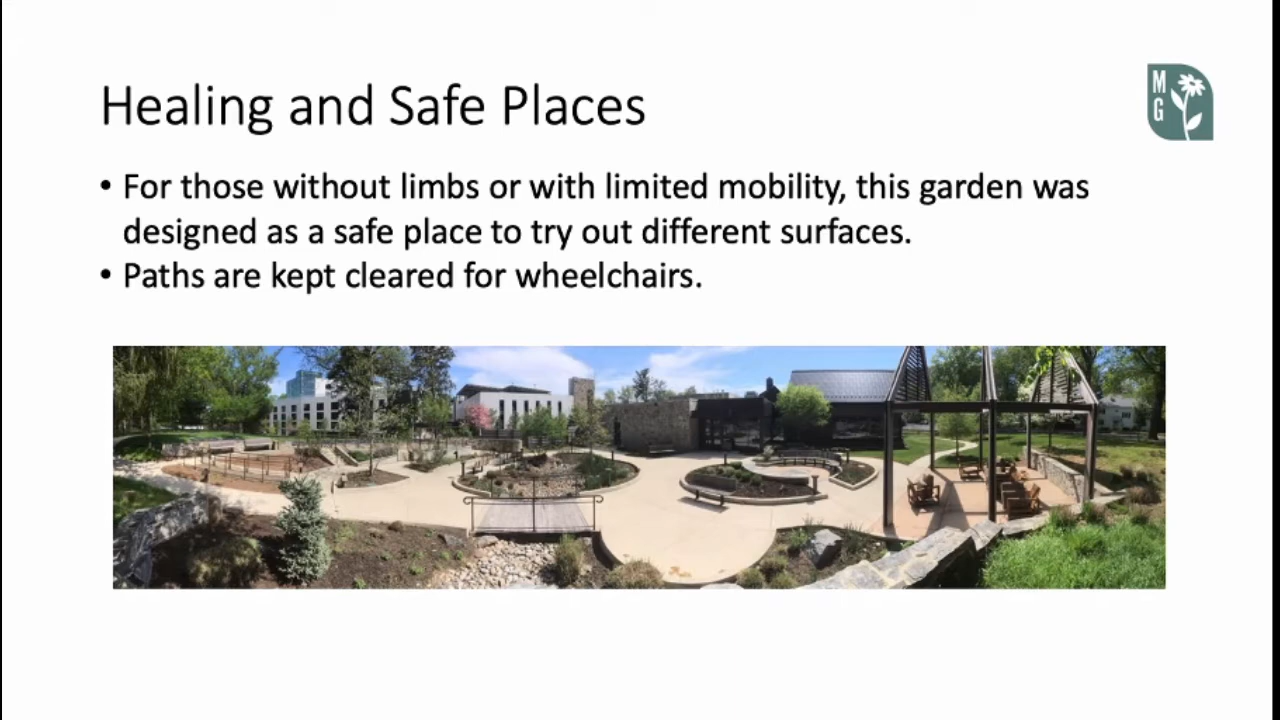 Healing and Safe Places
M
G
• For those without limbs or with limited mobility, this garden was
designed as a safe place to try out different surfaces.
• Paths are kept cleared for wheelchairs.